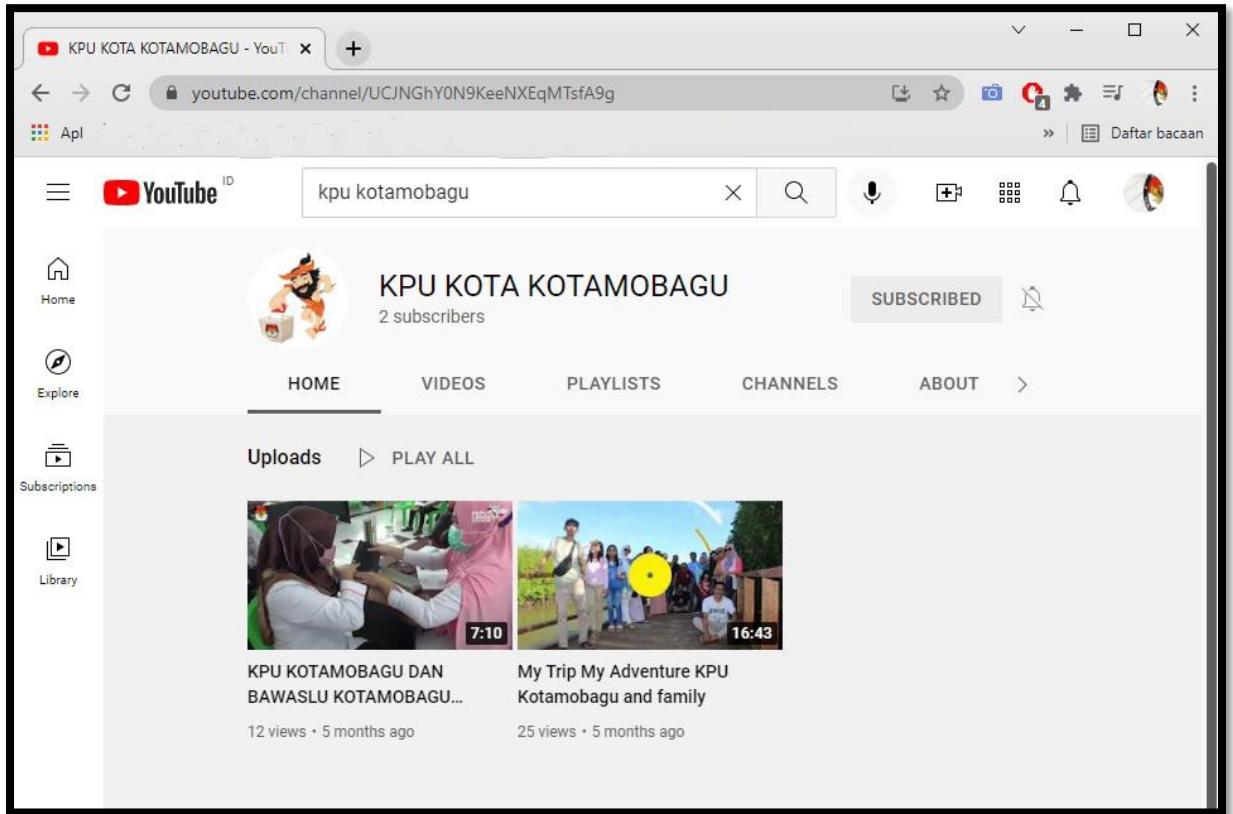 KPU KOTA KOTAMOBAGU - YouT
youtube.com/channel/UCJNGhY0N9KeeNXEqMTsfA9g
4
Apl
» Daftar bacaan
YouTube ID
kpu kotamobagu
Home
Explore
Subscriptions
Library
KPU KOTA KOTAMOBAGU
2 subscribers
SUBSCRIBED
HOME VIDEOS PLAYLISTS CHANNELS ABOUT
Uploads PLAY ALL
7:10
KPU KOTAMOBAGU DAN
BAWASLU KOTAMOBAGU...
12 views • 5 months ago
16:43
My Trip My Adventure KPU
Kotamobagu and family
25 views • 5 months ago